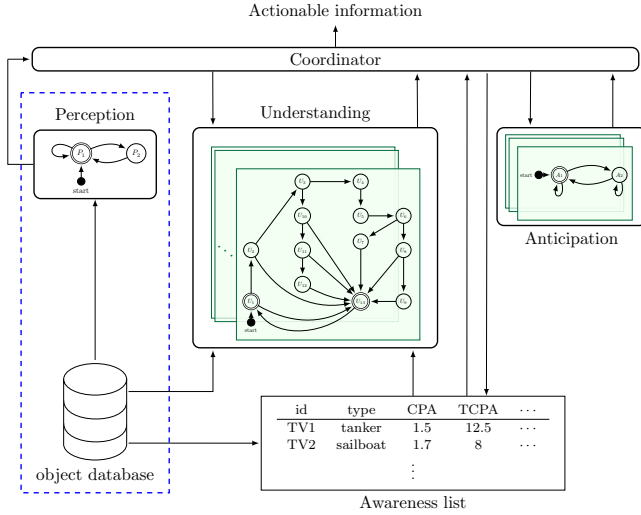 Actionable information
Coordinator
Perception
P1
P2
start
Understanding
U3
U4
U10
U5
U6
U7
U2
U11
U8
U12
U1
U13
U9
start
start
A1
A2
Anticipation
object database
id type CPA TCPA ⋯
TV1 tanker 1.5 12.5 ⋯
TV2 sailboat 1.7 8 ⋯
⋮
Awareness list